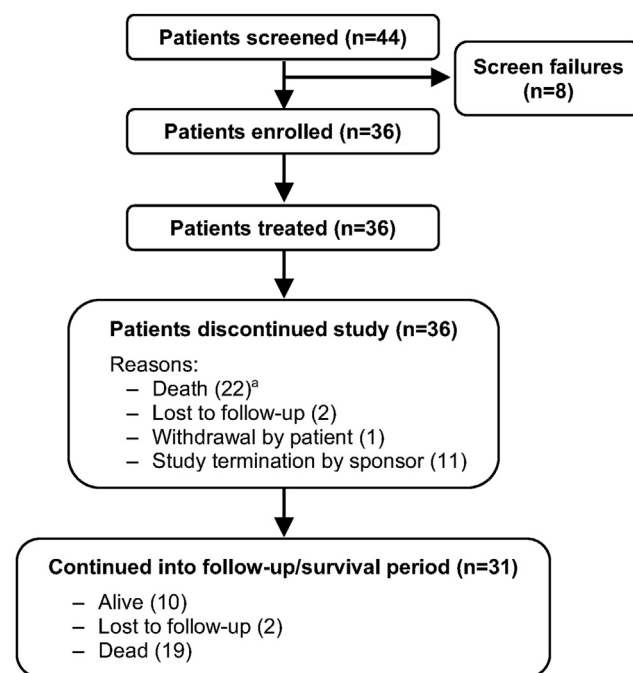 Patients screened (n=44)
Screen failures
(n=8)
Patients enrolled (n=36)
Patients treated (n=36)
Patients discontinued study (n=36)
Reasons:
– Death (22)ᵃ
– Lost to follow-up (2)
– Withdrawal by patient (1)
– Study termination by sponsor (11)
Continued into follow-up/survival period (n=31)
– Alive (10)
– Lost to follow-up (2)
– Dead (19)